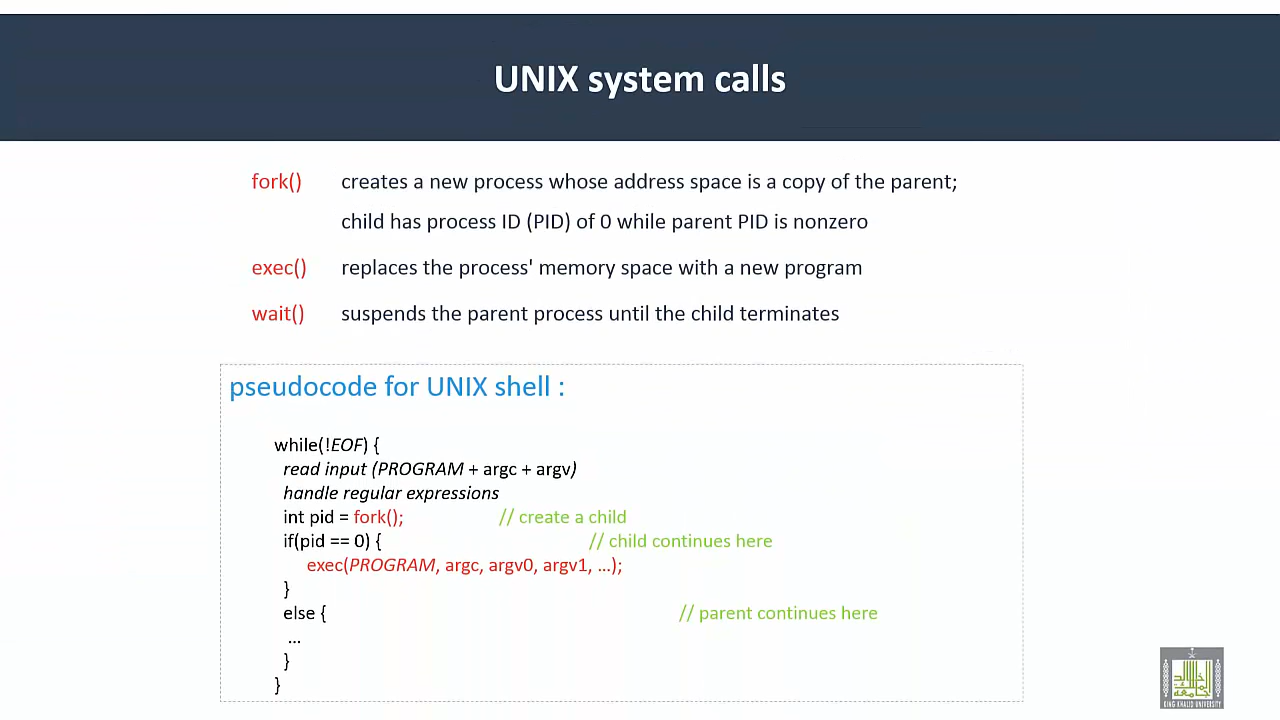 UNIX system calls
fork() creates a new process whose address space is a copy of the parent;
child has process ID (PID) of 0 while parent PID is nonzero
exec() replaces the process' memory space with a new program
wait() suspends the parent process until the child terminates
pseudocode for UNIX shell :
while(!EOF) {
read input (PROGRAM + argc + argv)
handle regular expressions
int pid = fork(); // create a child
if(pid == 0) { // child continues here
exec(PROGRAM, argc, argv0, argv1, …);
}
else { // parent continues here
…
}
}
KING KHALID UNIVERSITY